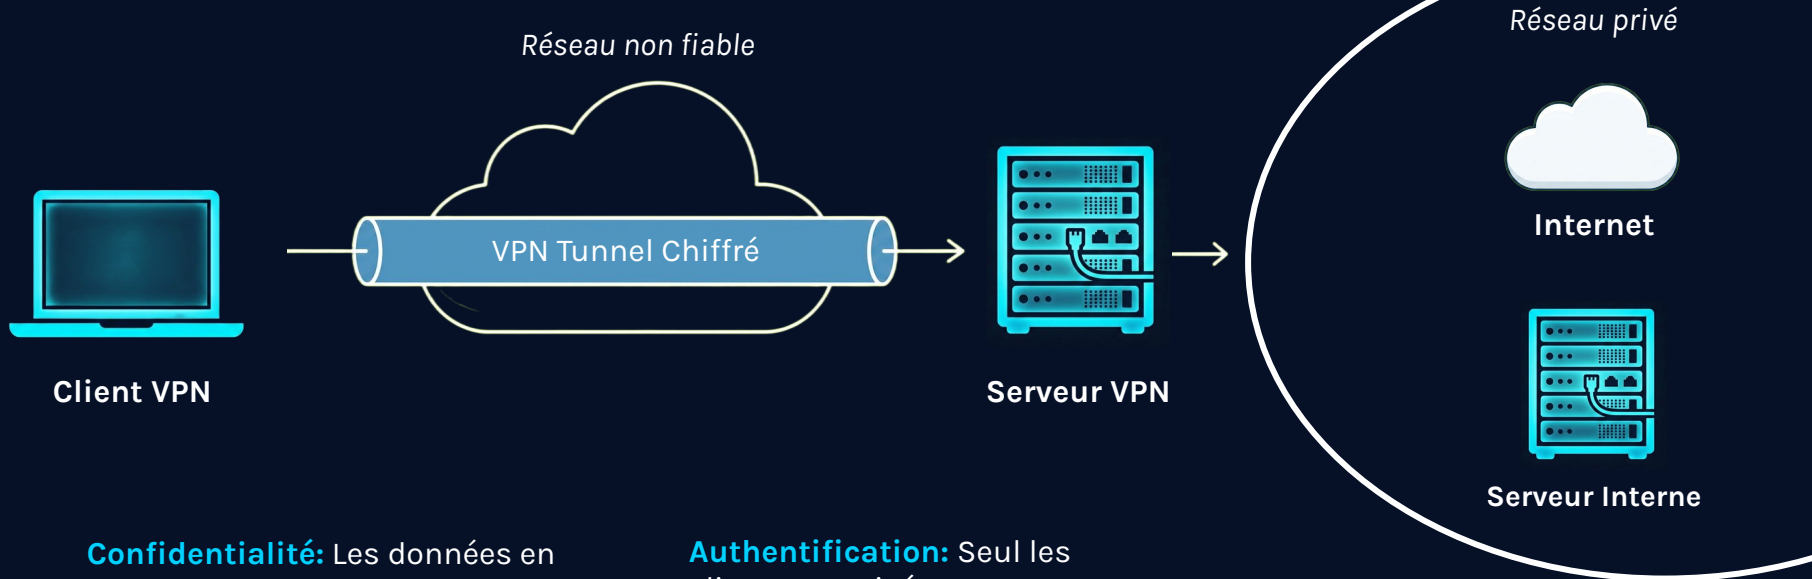 Réseau non fiable
Réseau privé
VPN Tunnel Chiffré
Internet
Client VPN
Serveur VPN
Serveur Interne
Confidentialité: Les données en
Authentification: Seul les